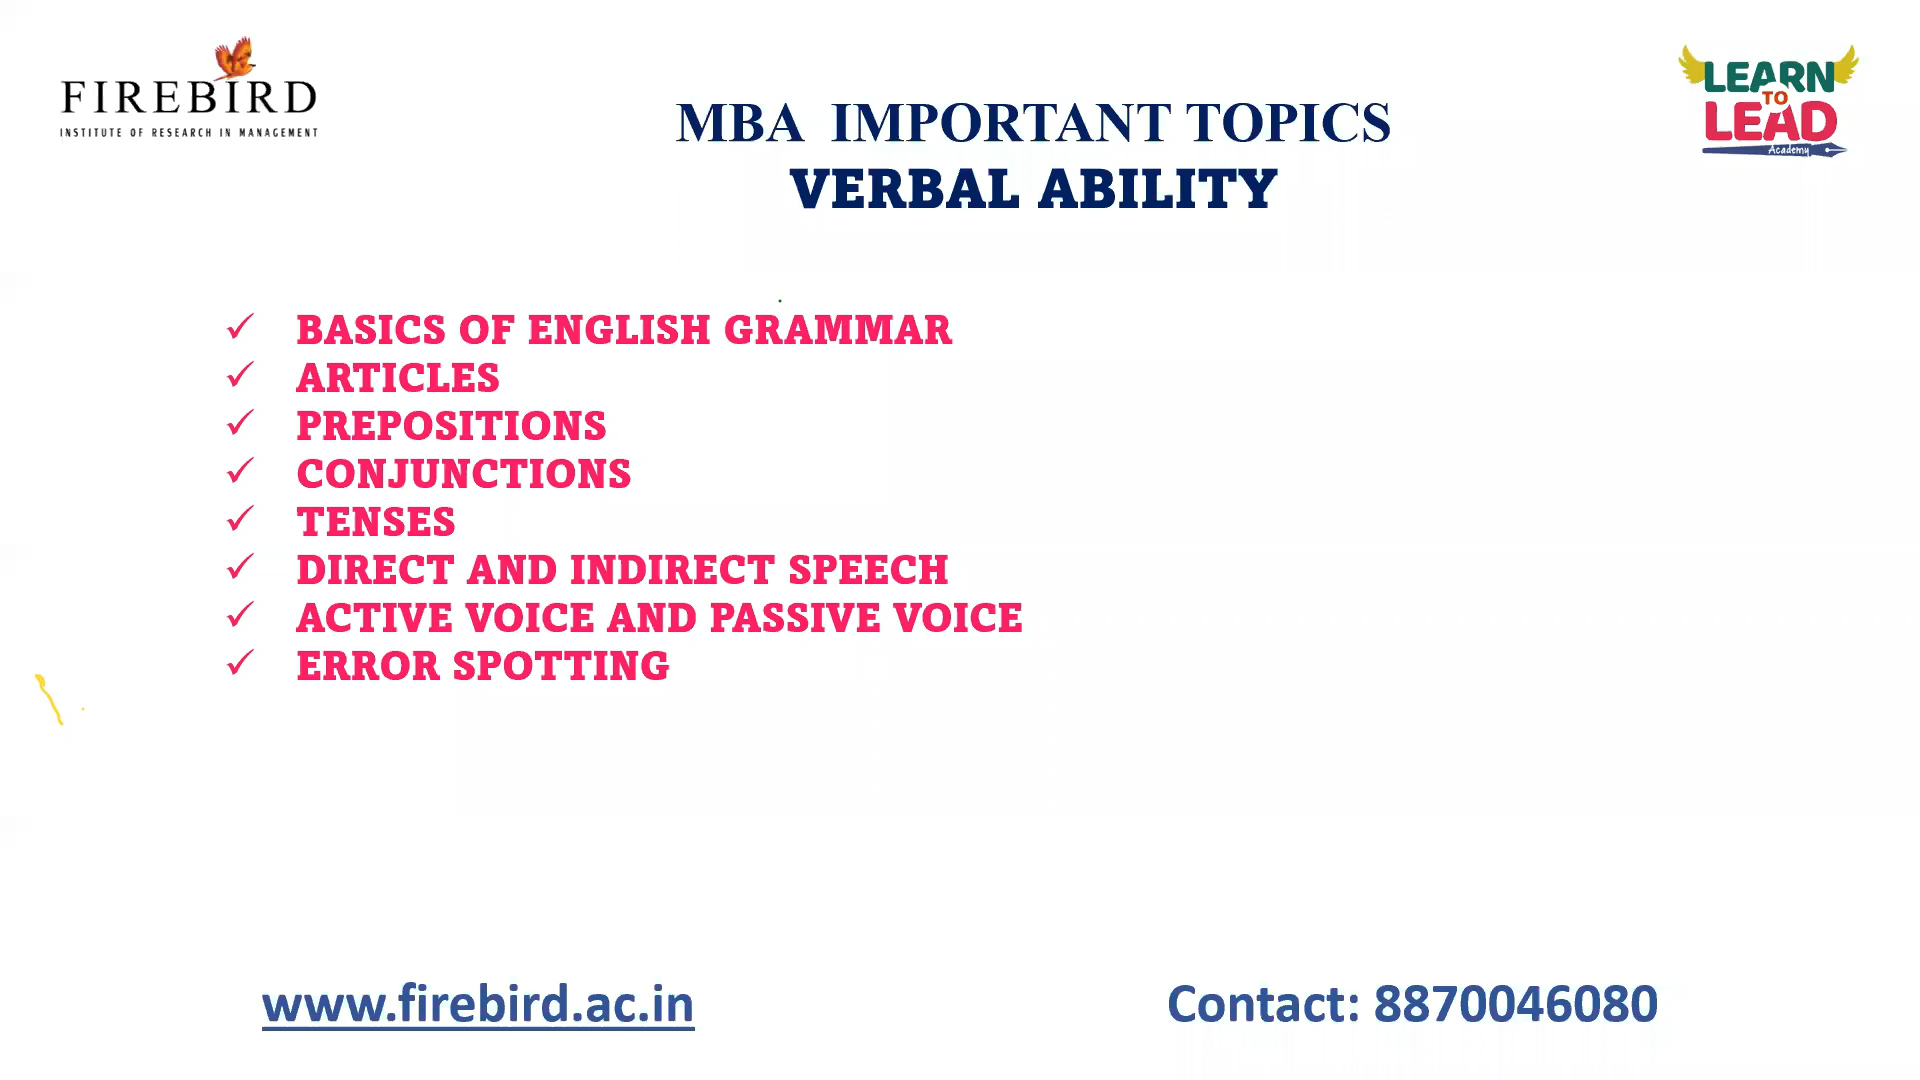 FIREBIRD
INSTITUTE OF RESEARCH IN MANAGEMENT
LEARN
TO
LEAD
Academy
MBA IMPORTANT TOPICS
VERBAL ABILITY
✓ BASICS OF ENGLISH GRAMMAR
✓ ARTICLES
✓ PREPOSITIONS
✓ CONJUNCTIONS
✓ TENSES
✓ DIRECT AND INDIRECT SPEECH
✓ ACTIVE VOICE AND PASSIVE VOICE
✓ ERROR SPOTTING
www.firebird.ac.in
Contact: 8870046080